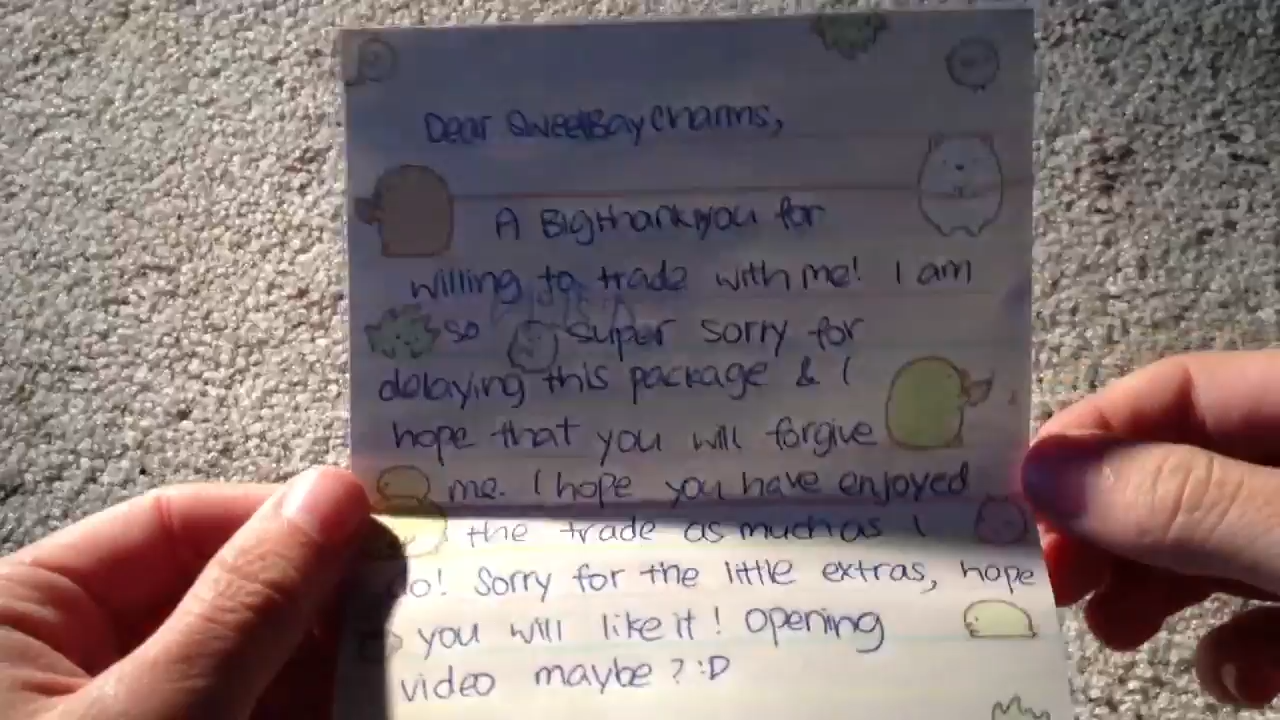 Dear SweetBayCharms,
A Big thank you for
willing to trade with me! I am
so super sorry for
delaying this package & I
hope that you will forgive
me. I hope you have enjoyed
the trade as much as I
do! Sorry for the little extras, hope
you will like it! Opening
video maybe? :D